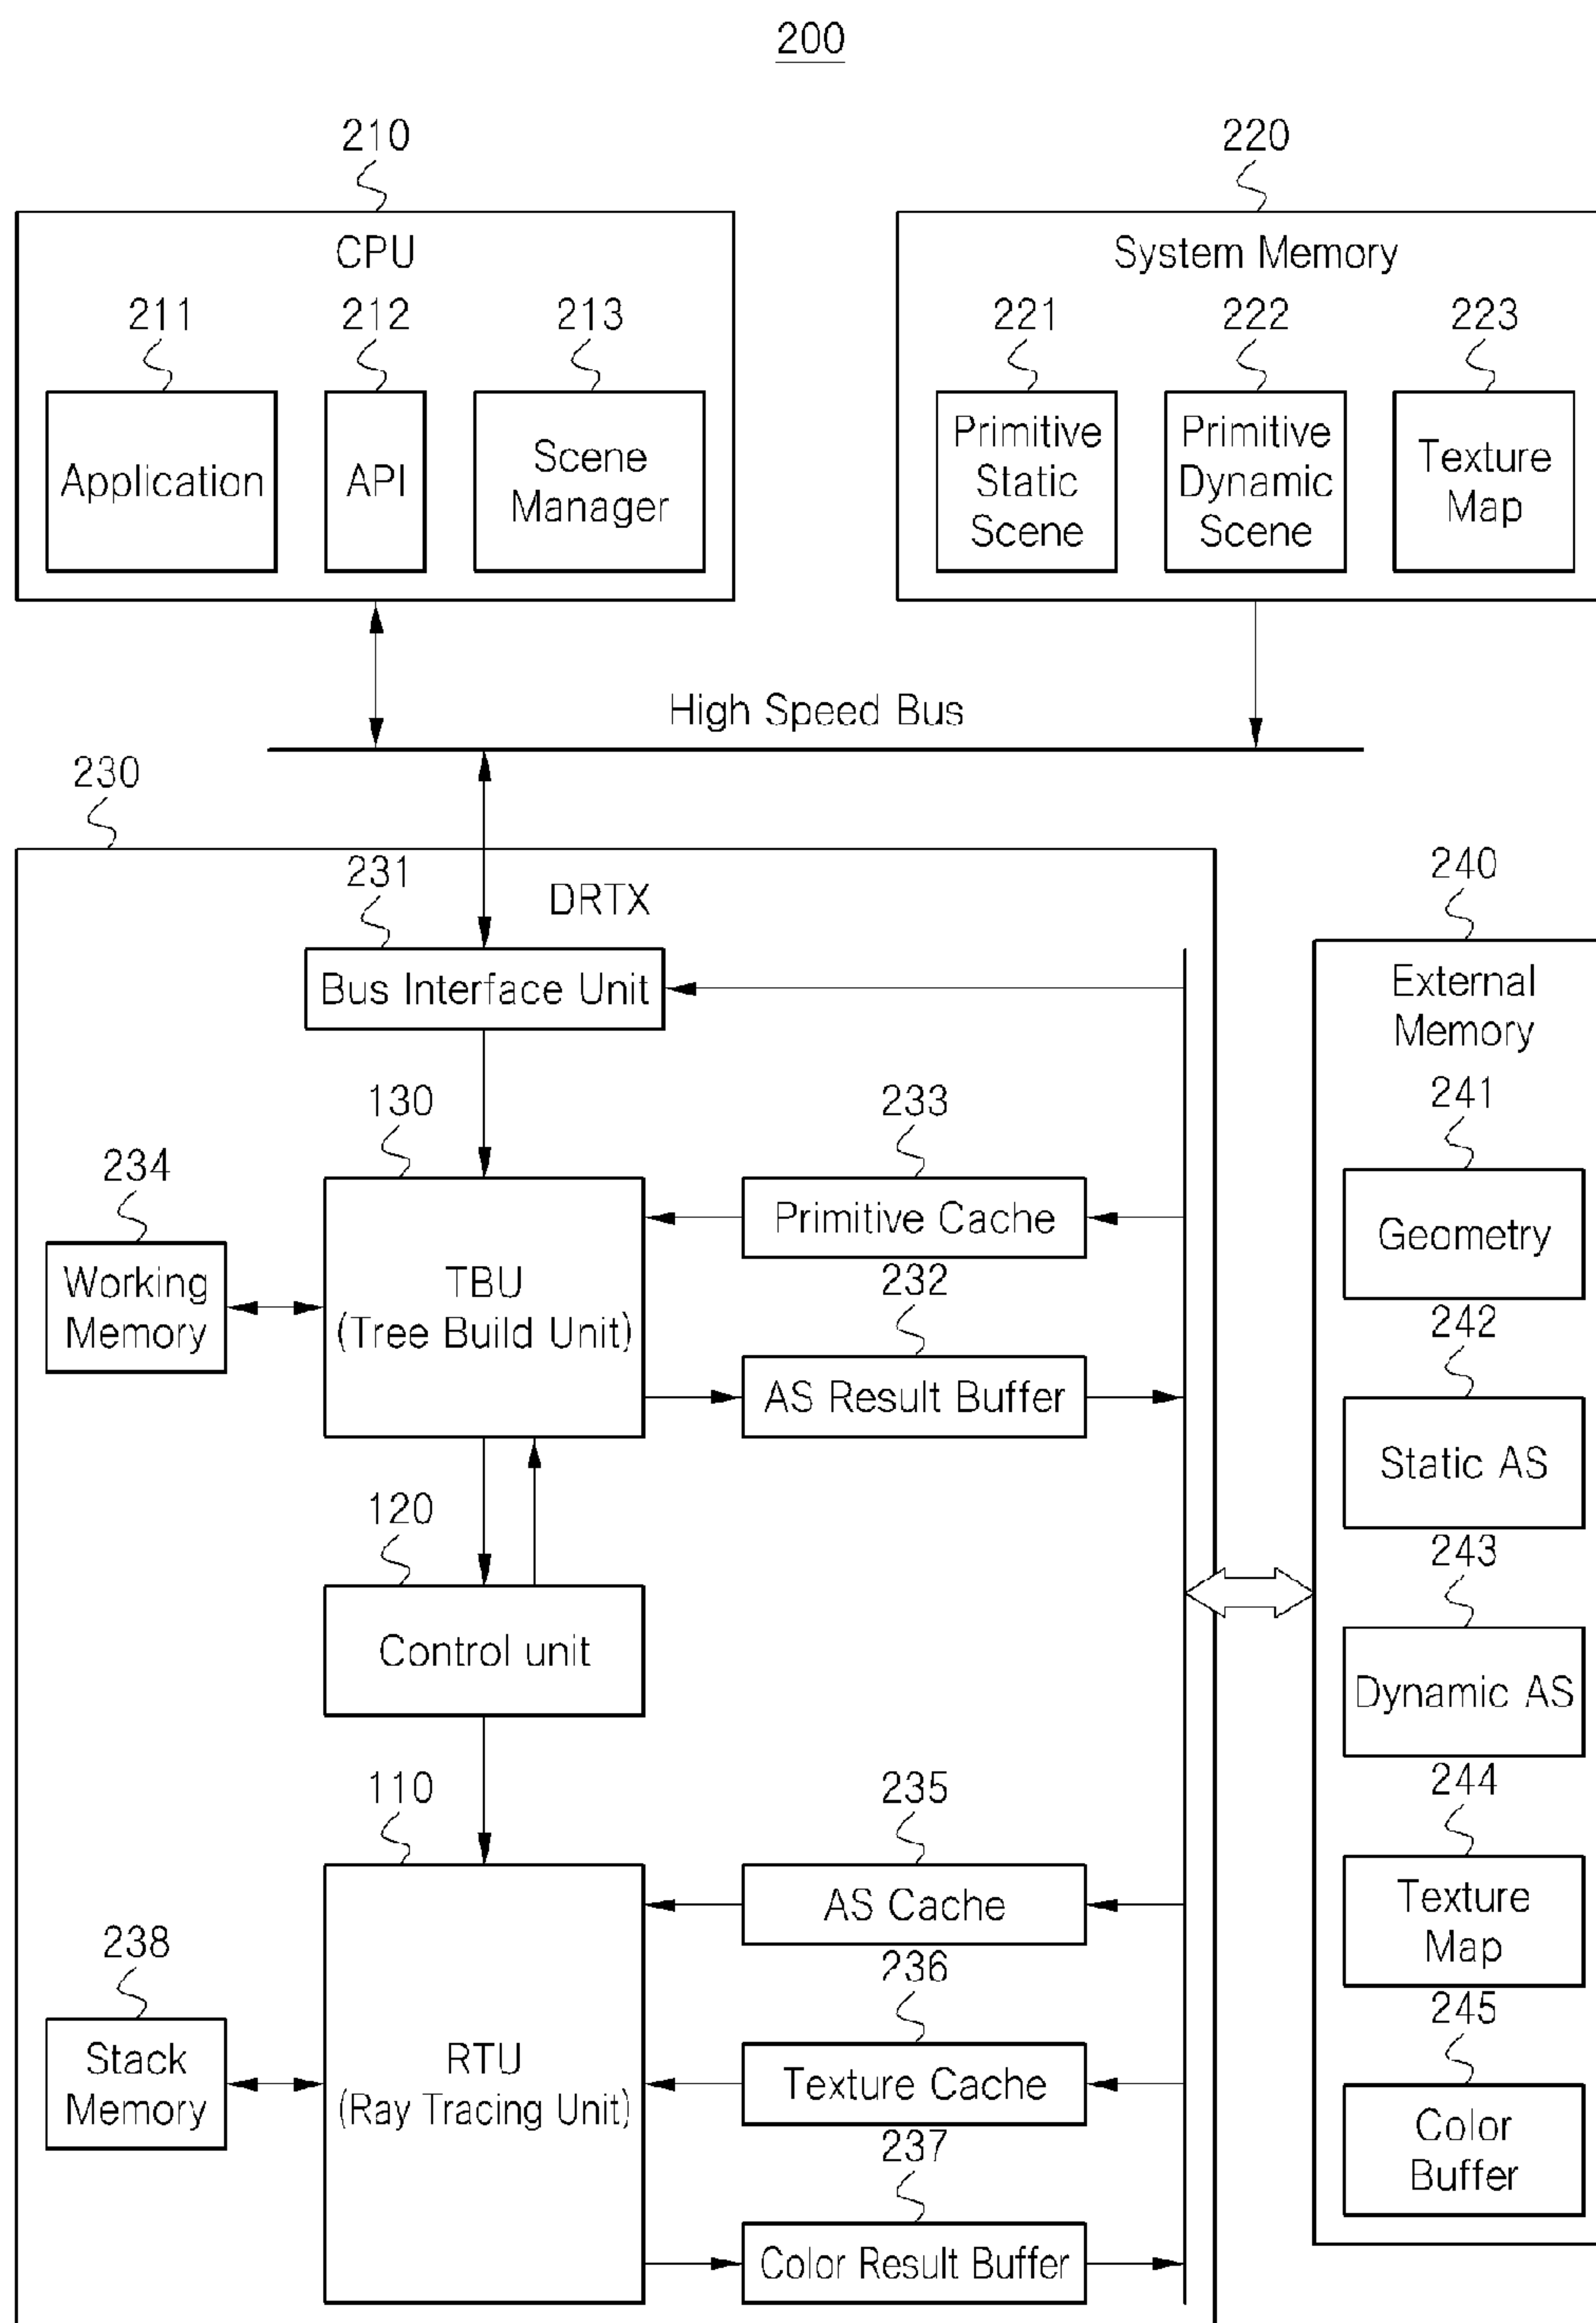 200
210
220
CPU
System Memory
211
212
213
221
222
223
Application
API
Scene
Manager
Primitive
Static
Scene
Primitive
Dynamic
Scene
Texture
Map
High Speed Bus
230
231
DRTX
240
Bus Interface Unit
External
Memory
130
233
241
234
Primitive Cache
Geometry
Working
Memory
TBU
(Tree Build Unit)
232
242
AS Result Buffer
Static AS
120
243
Control unit
Dynamic AS
110
235
244
AS Cache
Texture
Map
238
236
245
Stack
Memory
RTU
(Ray Tracing Unit)
Texture Cache
Color
Buffer
237
Color Result Buffer